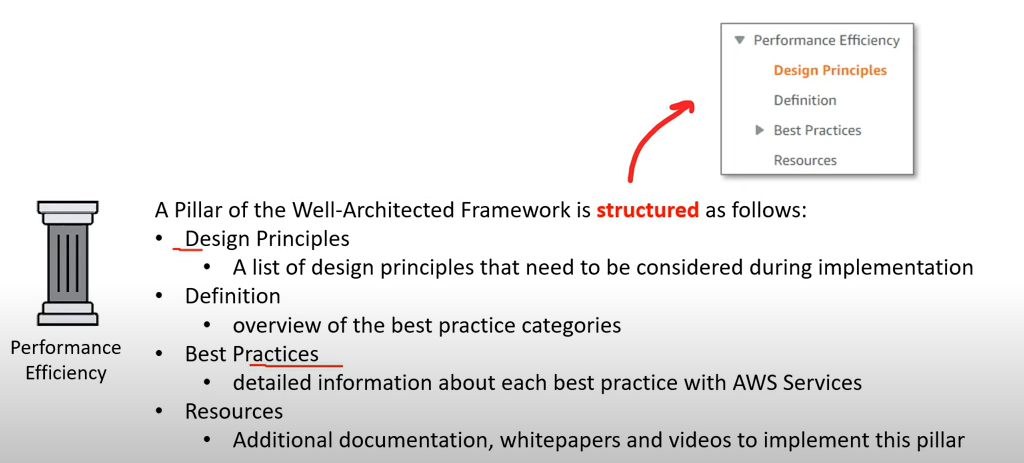 Performance Efficiency
Design Principles
Definition
Best Practices
Resources
A Pillar of the Well-Architected Framework is structured as follows:
• Design Principles
• A list of design principles that need to be considered during implementation
• Definition
• overview of the best practice categories
• Best Practices
• detailed information about each best practice with AWS Services
• Resources
• Additional documentation, whitepapers and videos to implement this pillar
Performance
Efficiency